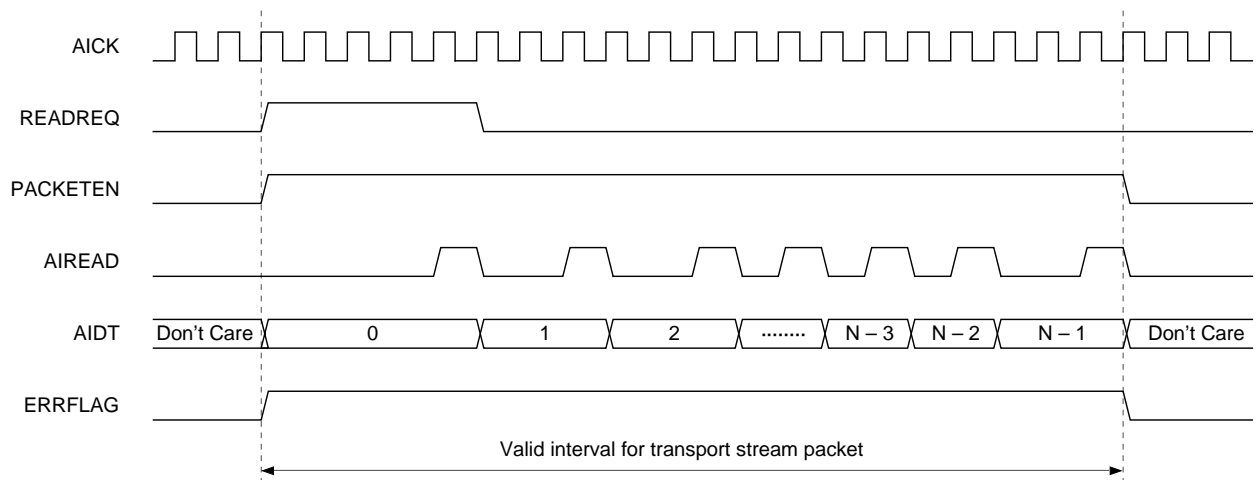 AICK
READREQ
PACKETEN
AIREAD
AIDT Don't Care 0 1 2 ........ N – 3 N – 2 N – 1 Don't Care
ERRFLAG
Valid interval for transport stream packet